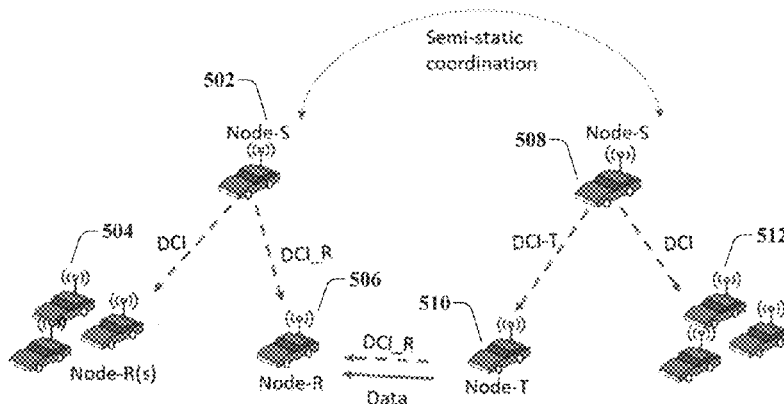 Semi-static
coordination
502
Node-S
508
Node-S
504
DCI
DCI_R
506
DCI-T
DCI
512
510
Node-R(s)
Node-R
DCI_R
Data
Node-T